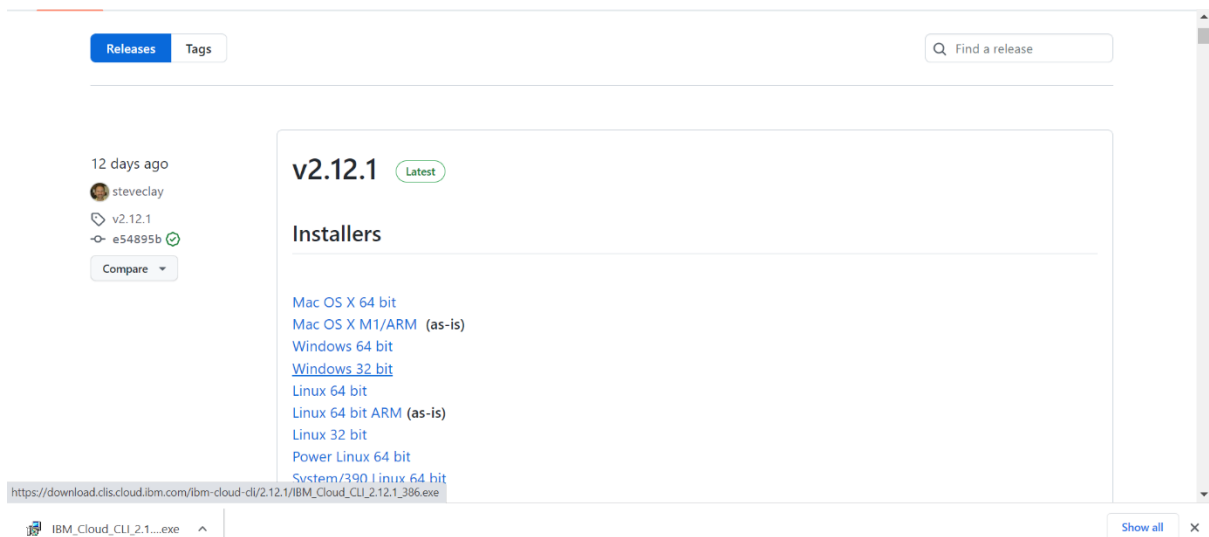 Releases Tags
Find a release
12 days ago
steveclay
v2.12.1
e54895b
Compare
v2.12.1 Latest
Installers
Mac OS X 64 bit
Mac OS X M1/ARM (as-is)
Windows 64 bit
Windows 32 bit
Linux 64 bit
Linux 64 bit ARM (as-is)
Linux 32 bit
Power Linux 64 bit
System/390 Linux 64 bit
https://download.clis.cloud.ibm.com/ibm-cloud-cli/2.12.1/IBM_Cloud_CLI_2.12.1_386.exe
IBM_Cloud_CLI_2.1....exe
Show all